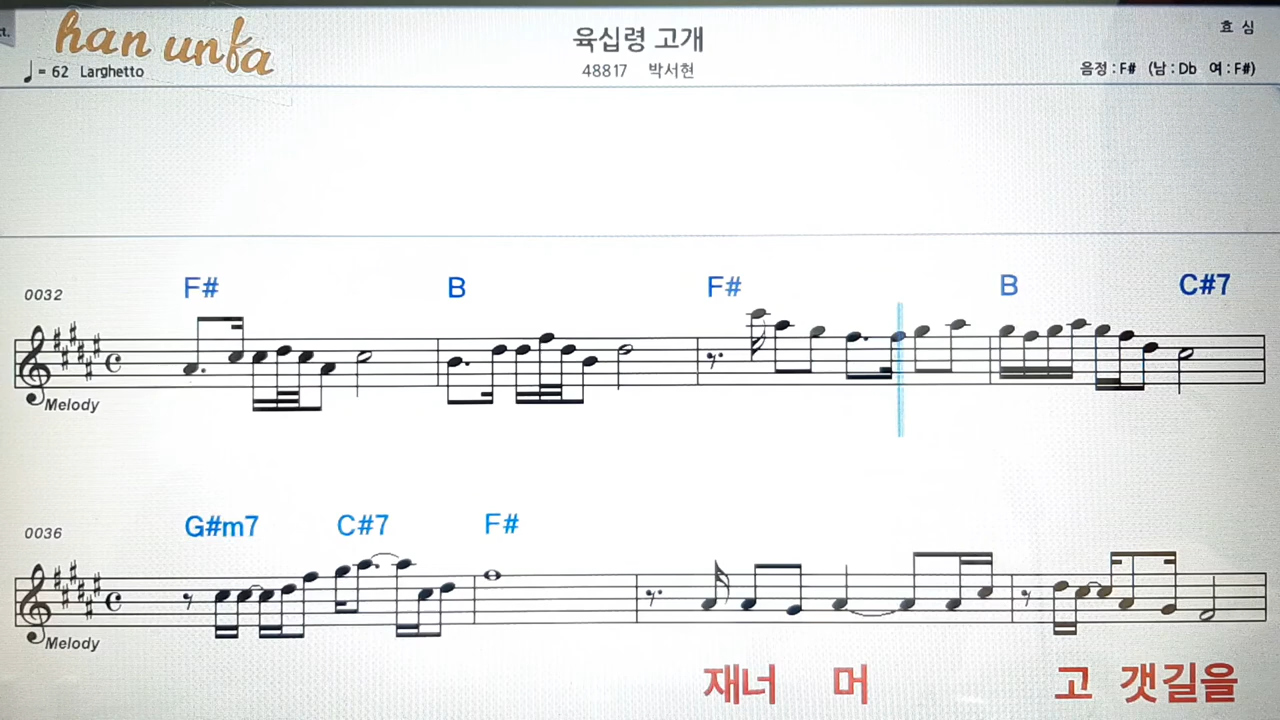 ct.
han unfa
♩= 62 Larghetto
육십령 고개
48817 박서현
효 심
음정 : F# (남 : Db 여 : F#)
0032
F# B F# B C#7
Melody
0036
G#m7 C#7 F#
Melody
재너 머 고 갯길을